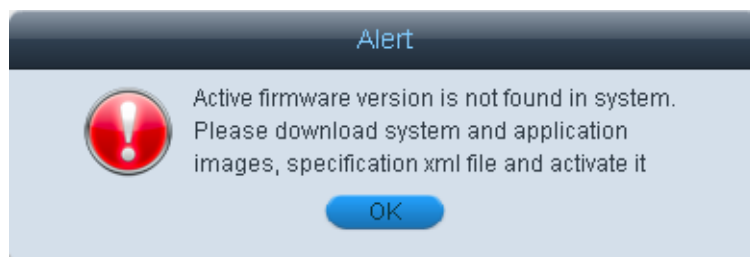 Alert
Active firmware version is not found in system.
Please download system and application
images, specification xml file and activate it
OK